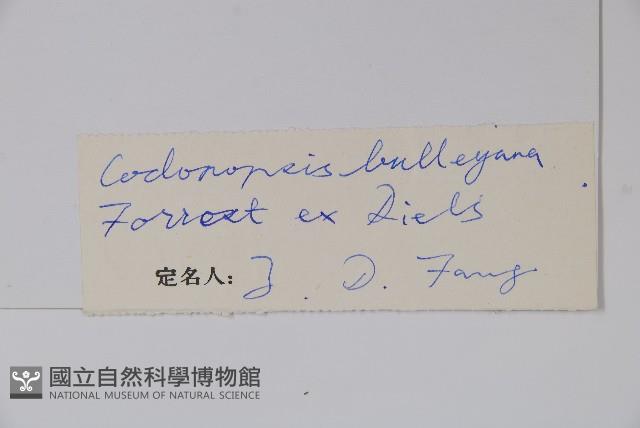 Codonopsis bulleyana
Forrest ex Diels
定名人: J. D. Fang
國立自然科學博物館
NATIONAL MUSEUM OF NATURAL SCIENCE